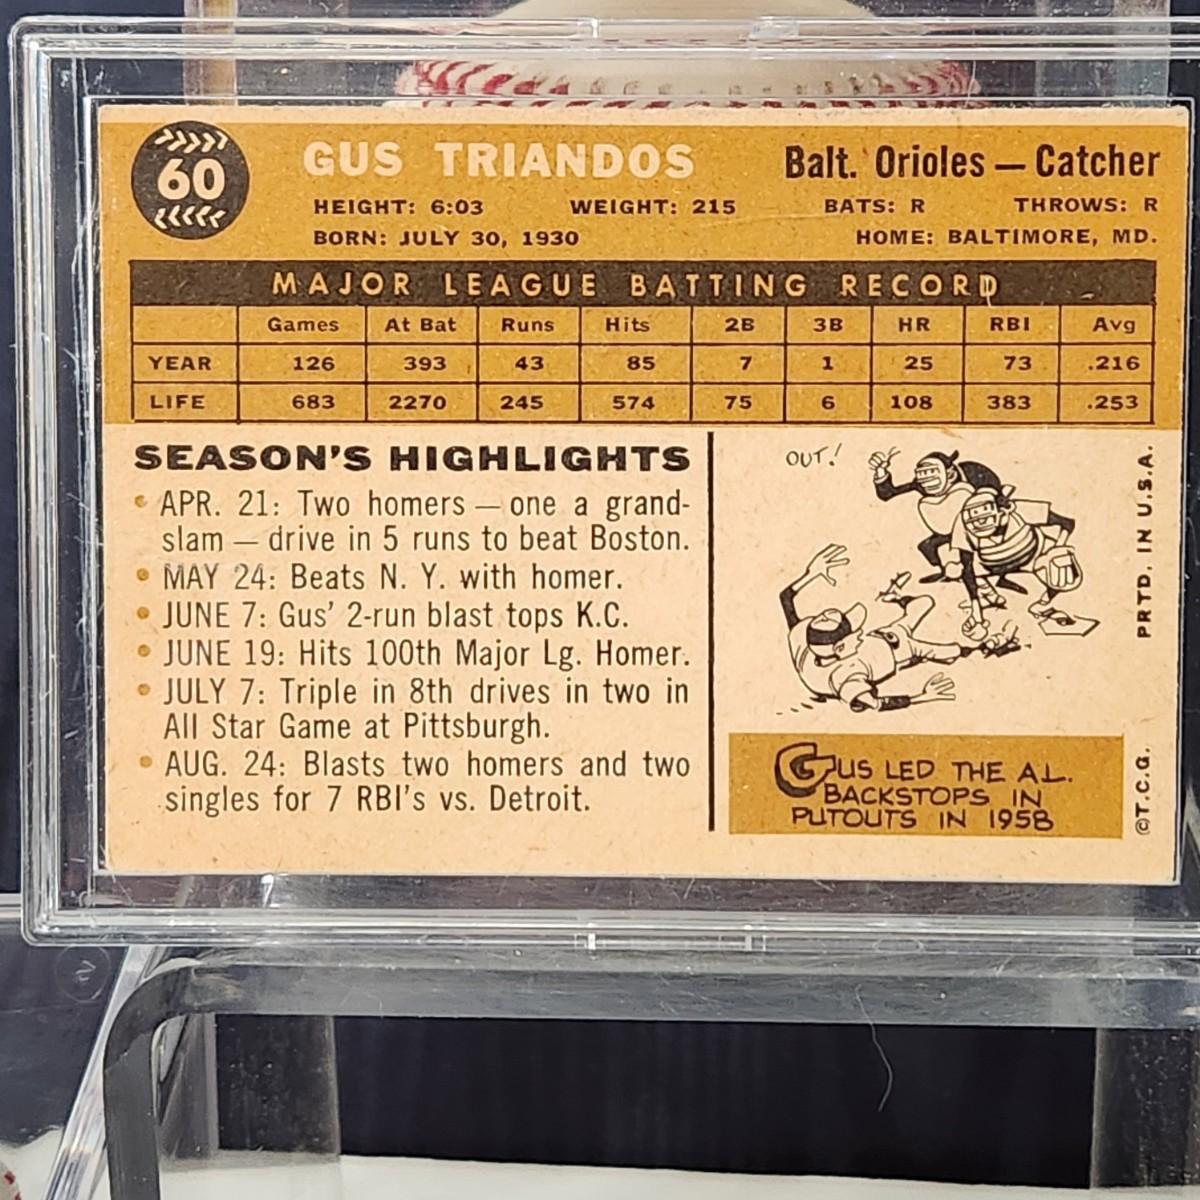 60
GUS TRIANDOS
Balt. Orioles — Catcher
HEIGHT: 6:03 WEIGHT: 215 BATS: R THROWS: R
BORN: JULY 30, 1930 HOME: BALTIMORE, MD.
MAJOR LEAGUE BATTING RECORD
Games At Bat Runs Hits 2B 3B HR RBI Avg
YEAR 126 393 43 85 7 1 25 73 .216
LIFE 683 2270 245 574 75 6 108 383 .253
SEASON'S HIGHLIGHTS
• APR. 21: Two homers — one a grand-
slam — drive in 5 runs to beat Boston.
• MAY 24: Beats N. Y. with homer.
• JUNE 7: Gus' 2-run blast tops K.C.
• JUNE 19: Hits 100th Major Lg. Homer.
• JULY 7: Triple in 8th drives in two in
All Star Game at Pittsburgh.
• AUG. 24: Blasts two homers and two
singles for 7 RBI's vs. Detroit.
OUT!
GUS LED THE A.L.
BACKSTOPS IN
PUTOUTS IN 1958
©T.C.G. PRTD. IN U.S.A.